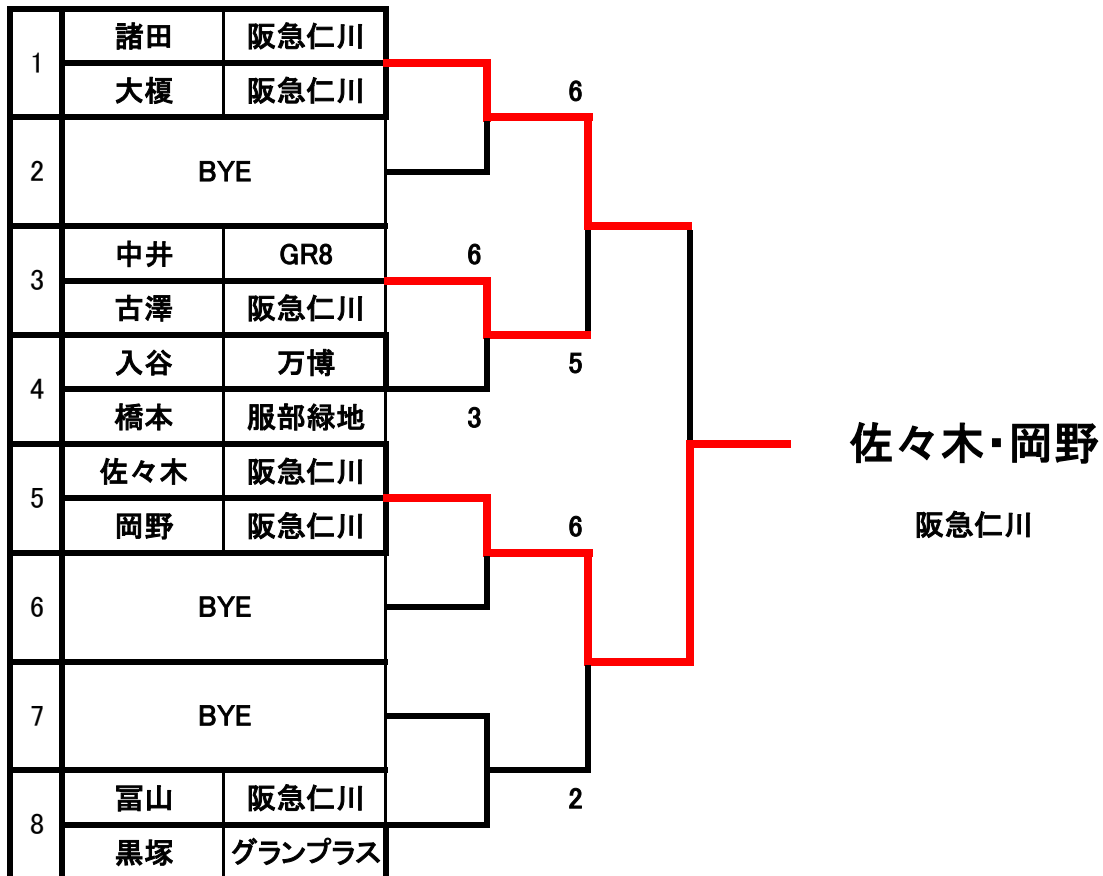 1 諸田 阪急仁川
大榎 阪急仁川
6
2 BYE
3 中井 GR8 6
古澤 阪急仁川
4 入谷 万博 5
橋本 服部緑地 3
佐々木・岡野
5 佐々木 阪急仁川
岡野 阪急仁川 6
阪急仁川
6 BYE
7 BYE
8 冨山 阪急仁川 2
黒塚 グランプラス